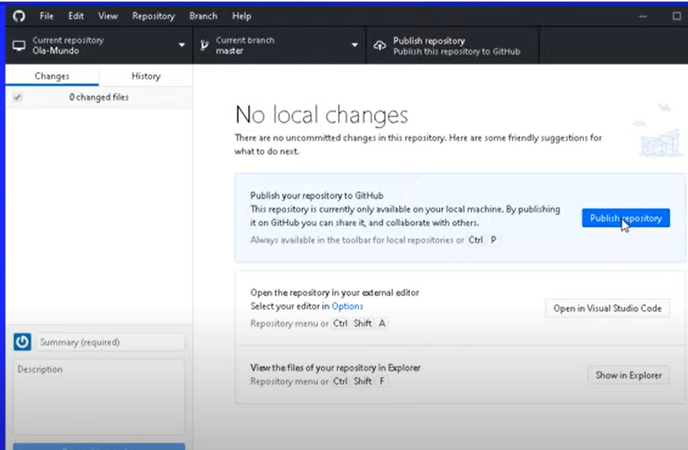 File Edit View Repository Branch Help
Current repository
Ola-Mundo
Current branch
master
Publish repository
Publish this repository to GitHub
Changes History
0 changed files
No local changes
There are no uncommitted changes in this repository. Here are some friendly suggestions for
what to do next.
Publish your repository to GitHub
This repository is currently only available on your local machine. By publishing
it on GitHub you can share it, and collaborate with others.
Always available in the toolbar for local repositories or Ctrl P
Publish repository
Open the repository in your external editor
Select your editor in Options
Repository menu or Ctrl Shift A
Open in Visual Studio Code
View the files of your repository in Explorer
Repository menu or Ctrl Shift F
Show in Explorer
Summary (required)
Description